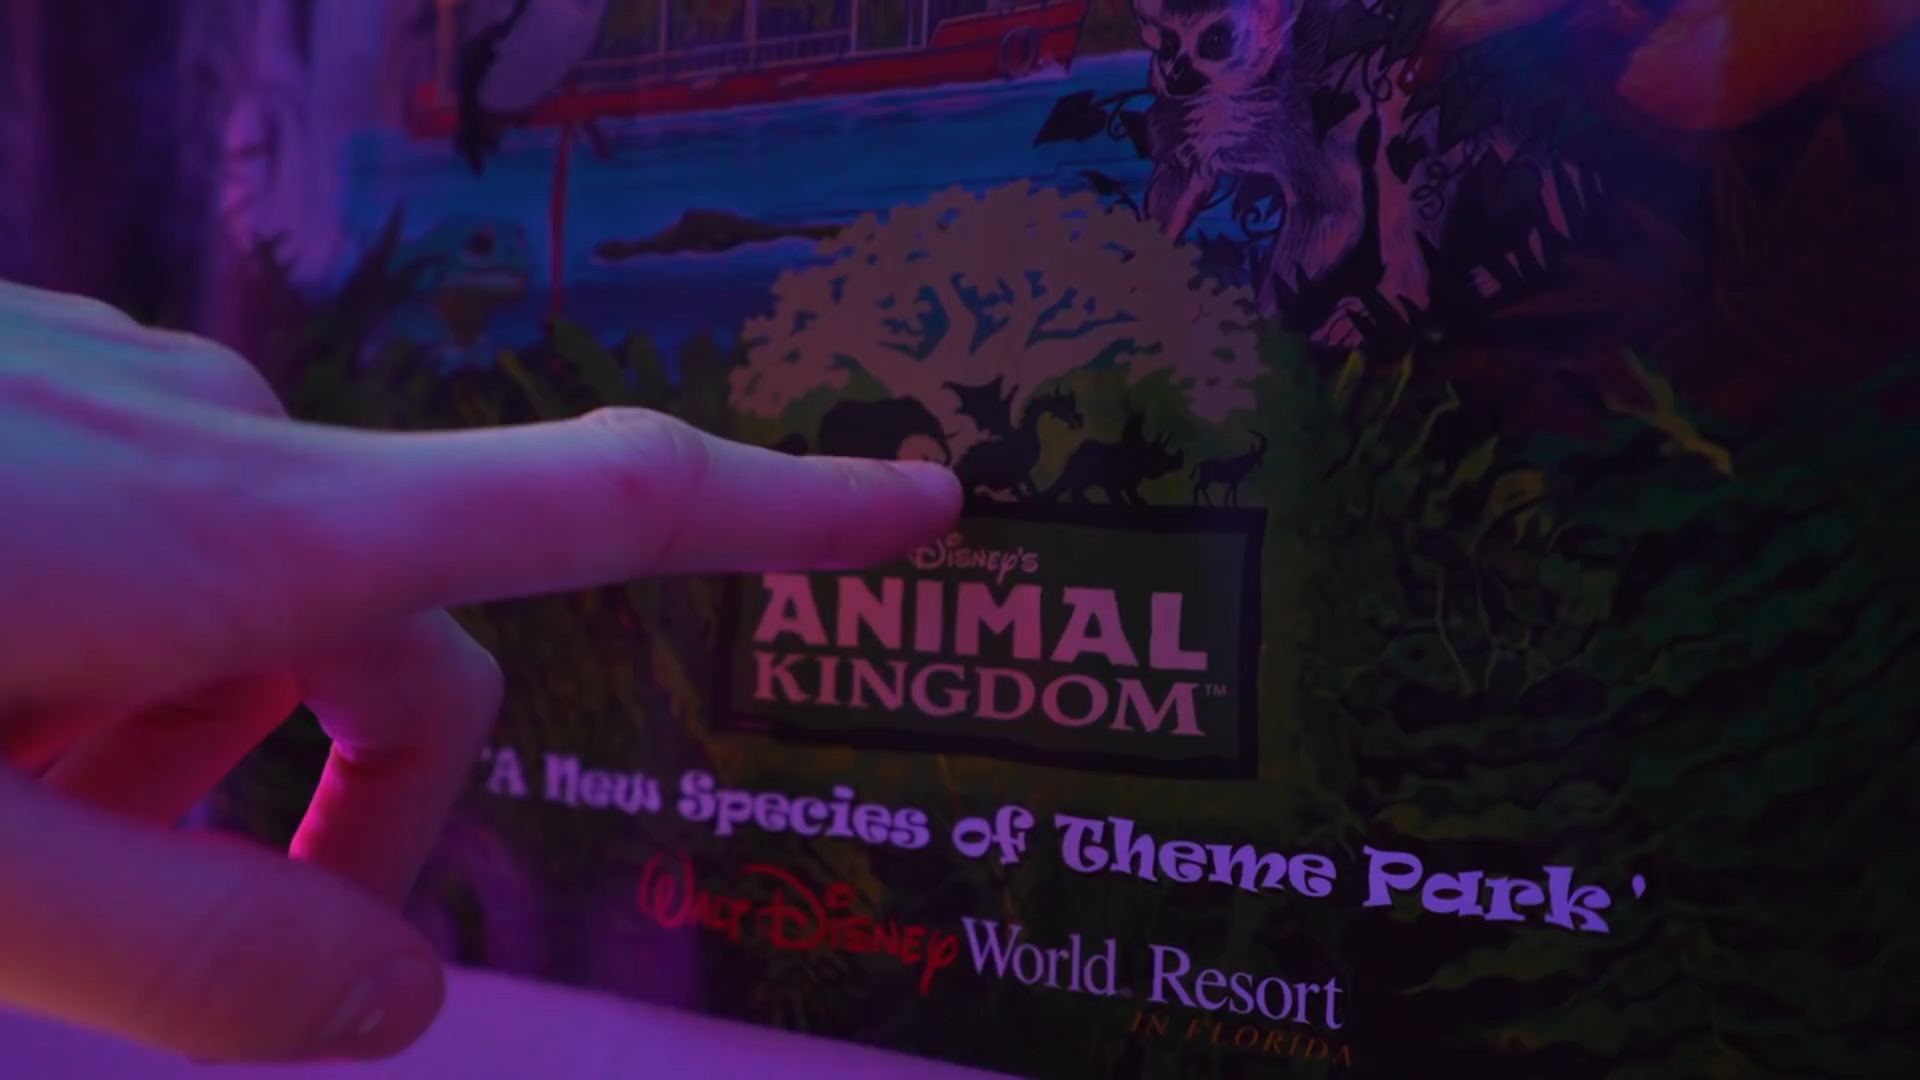 Disney's
ANIMAL
KINGDOM™
'A New Species of Theme Park'
Walt Disney World Resort
IN FLORIDA